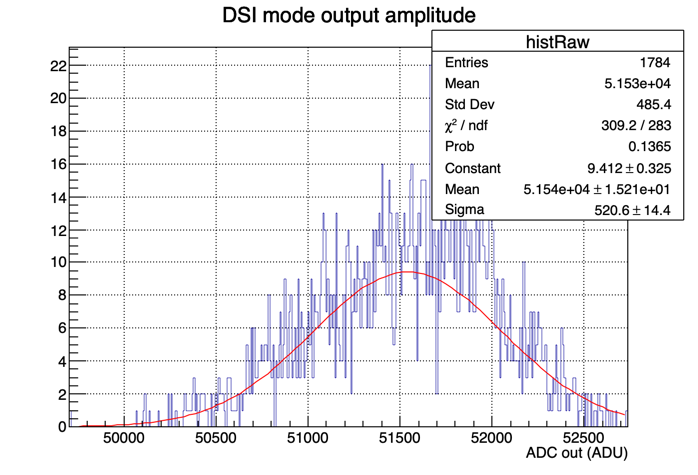 DSI mode output amplitude
histRaw
Entries 1784
Mean 5.153e+04
Std Dev 485.4
χ² / ndf 309.2 / 283
Prob 0.1365
Constant 9.412 ± 0.325
Mean 5.154e+04 ± 1.521e+01
Sigma 520.6 ± 14.4
22
20
18
16
14
12
10
8
6
4
2
0
50000 50500 51000 51500 52000 52500
ADC out (ADU)